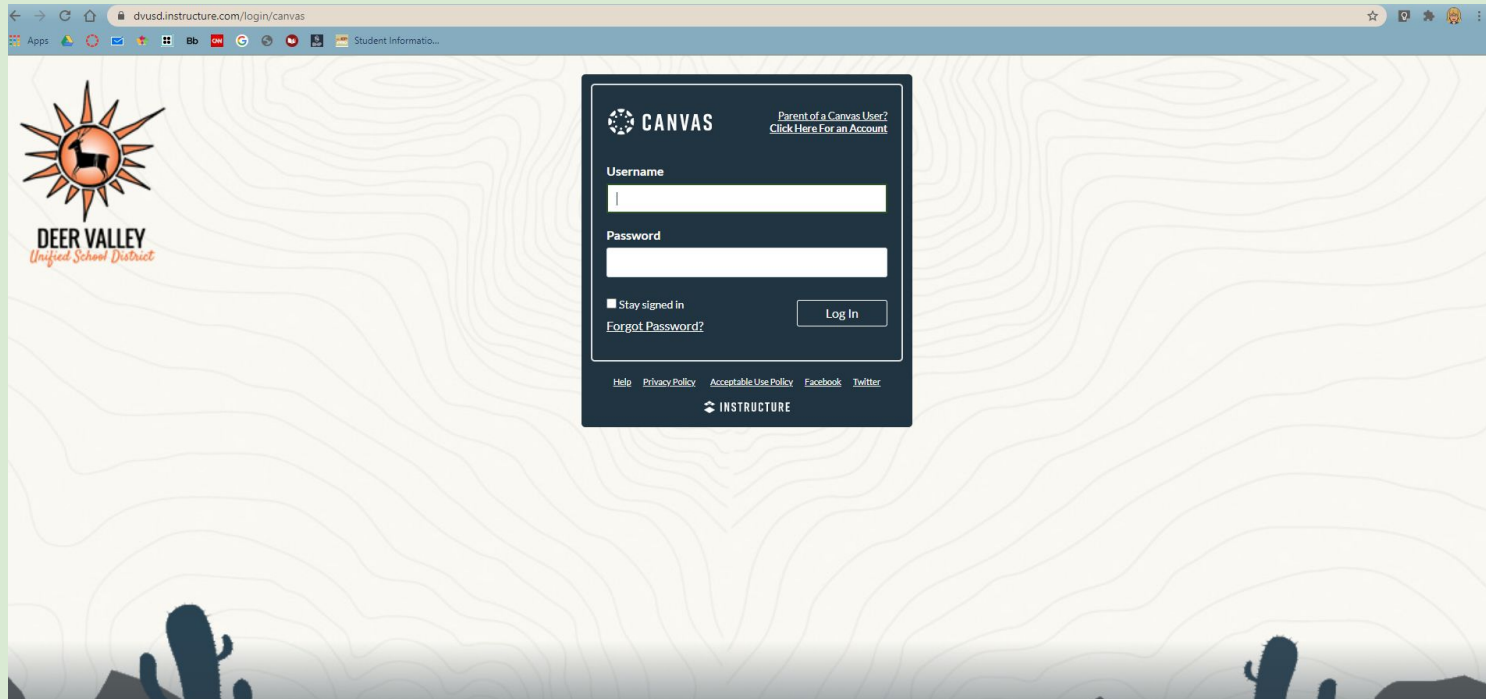 dvusd.instructure.com/login/canvas
Apps Bb G Student Informatio...
DEER VALLEY
Unified School District
CANVAS
Parent of a Canvas User?
Click Here For an Account
Username
Password
Stay signed in
Forgot Password?
Log In
Help Privacy Policy Acceptable Use Policy Facebook Twitter
INSTRUCTURE